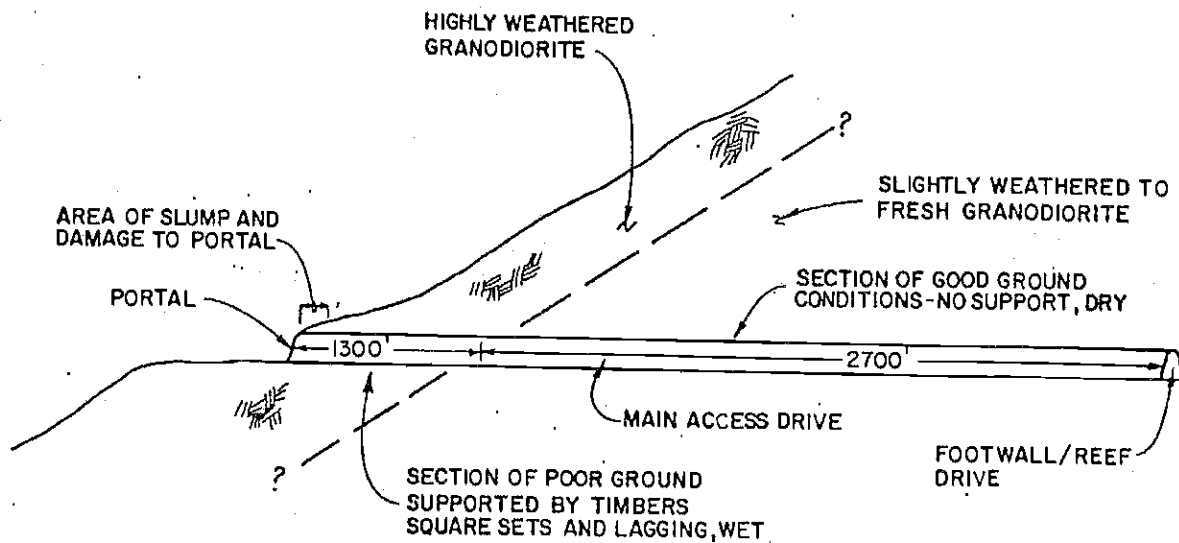 HIGHLY WEATHERED
GRANODIORITE
?
SLIGHTLY WEATHERED TO
FRESH GRANODIORITE
AREA OF SLUMP AND
DAMAGE TO PORTAL
SECTION OF GOOD GROUND
CONDITIONS-NO SUPPORT, DRY
PORTAL
1300'
2700'
MAIN ACCESS DRIVE
FOOTWALL/REEF
DRIVE
?
SECTION OF POOR GROUND
SUPPORTED BY TIMBERS
SQUARE SETS AND LAGGING, WET